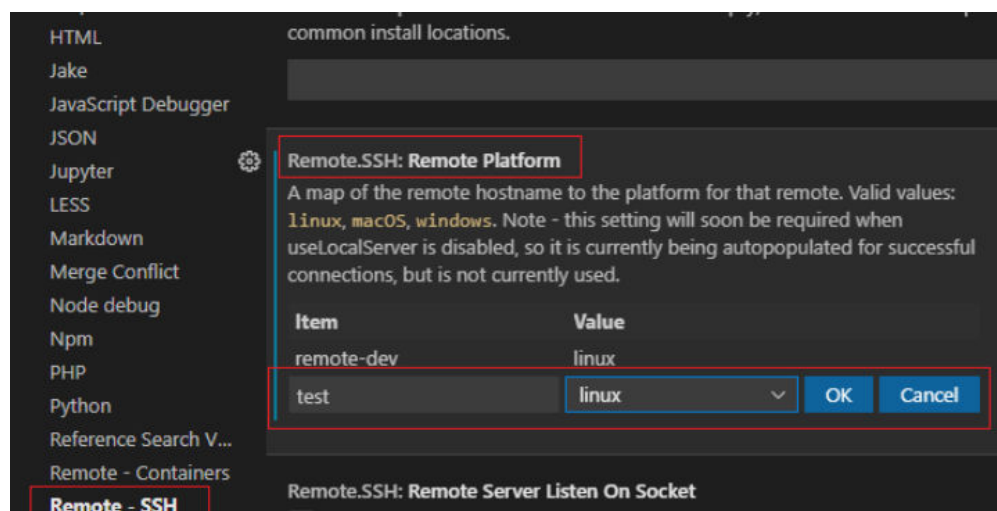 HTML
Jake
JavaScript Debugger
JSON
Jupyter
LESS
Markdown
Merge Conflict
Node debug
Npm
PHP
Python
Reference Search V...
Remote - Containers
Remote - SSH
common install locations.
Remote.SSH: Remote Platform
A map of the remote hostname to the platform for that remote. Valid values:
linux, macOS, windows. Note - this setting will soon be required when
useLocalServer is disabled, so it is currently being autopopulated for successful
connections, but is not currently used.
Item Value
remote-dev linux
test linux OK Cancel
Remote.SSH: Remote Server Listen On Socket